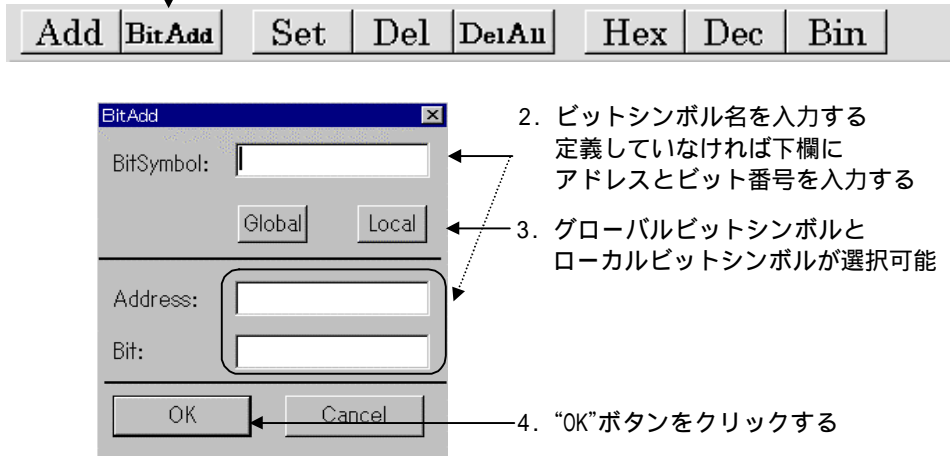 Add BitAdd Set Del DelAll Hex Dec Bin
BitAdd
BitSymbol:
Global Local
Address:
Bit:
OK Cancel
2. ビットシンボル名を入力する
定義していなければ下欄に
アドレスとビット番号を入力する
3. グローバルビットシンボルと
ローカルビットシンボルが選択可能
4. “OK”ボタンをクリックする